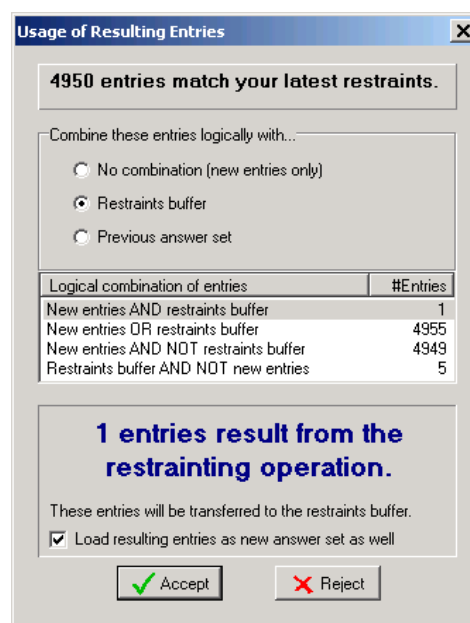 Usage of Resulting Entries
4950 entries match your latest restraints.
Combine these entries logically with...
No combination (new entries only)
Restraints buffer
Previous answer set
Logical combination of entries #Entries
New entries AND restraints buffer 1
New entries OR restraints buffer 4955
New entries AND NOT restraints buffer 4949
Restraints buffer AND NOT new entries 5
1 entries result from the
restrainting operation.
These entries will be transferred to the restraints buffer.
Load resulting entries as new answer set as well
Accept Reject